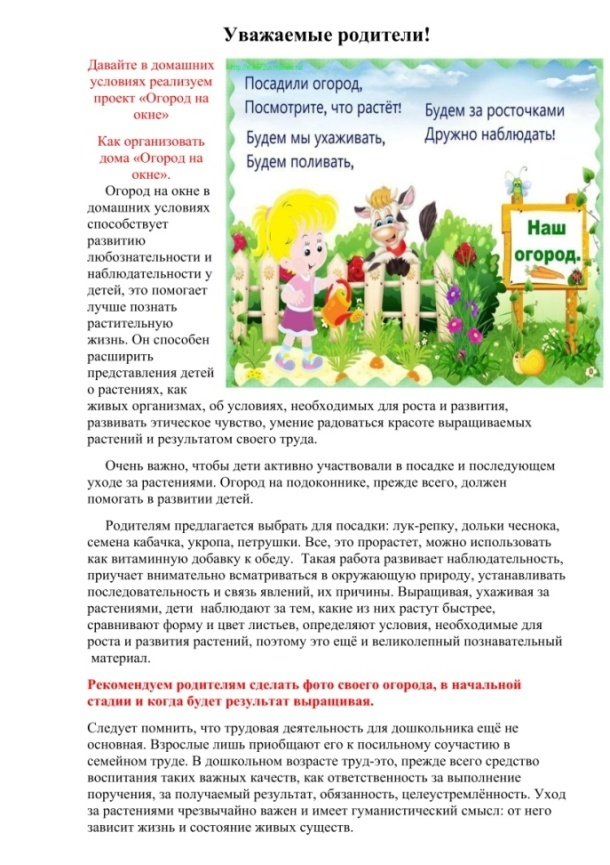 Уважаемые родители!
Давайте в домашних
условиях реализуем
проект «Огород на
окне»
Как организовать
дома «Огород на
окне».
Посадили огород,
Посмотрите, что растёт!
Будем мы ухаживать,
Будем поливать,
Будем за росточками
Дружно наблюдать!
Наш
огород.
Огород на окне в
домашних условиях
способствует
развитию
любознательности и
наблюдательности у
детей, это помогает
лучше познать
растительную
жизнь. Он способен
расширить
представления детей
о растениях, как
живых организмах, об условиях, необходимых для роста и развития,
развивать этическое чувство, умение радоваться красоте выращиваемых
растений и результатом своего труда.
Очень важно, чтобы дети активно участвовали в посадке и последующем
уходе за растениями. Огород на подоконнике, прежде всего, должен
помогать в развитии детей.
Родителям предлагается выбрать для посадки: лук-репку, дольки чеснока,
семена кабачка, укропа, петрушки. Все, это прорастет, можно использовать
как витаминную добавку к обеду. Такая работа развивает наблюдательность,
приучает внимательно всматриваться в окружающую природу, устанавливать
последовательность и связь явлений, их причины. Выращивая, ухаживая за
растениями, дети наблюдают за тем, какие из них растут быстрее,
сравнивают форму и цвет листьев, определяют условия, необходимые для
роста и развития растений, поэтому это ещё и великолепный познавательный
материал.
Рекомендуем родителям сделать фото своего огорода, в начальной
стадии и когда будет результат выращивая.
Следует помнить, что трудовая деятельность для дошкольника ещё не
основная. Взрослые лишь приобщают его к посильному соучастию в
семейном труде. В дошкольном возрасте труд-это, прежде всего средство
воспитания таких важных качеств, как ответственность за выполнение
поручения, за получаемый результат, обязанность, целеустремлённость. Уход
за растениями чрезвычайно важен и имеет гуманистический смысл: от него
зависит жизнь и состояние живых существ.